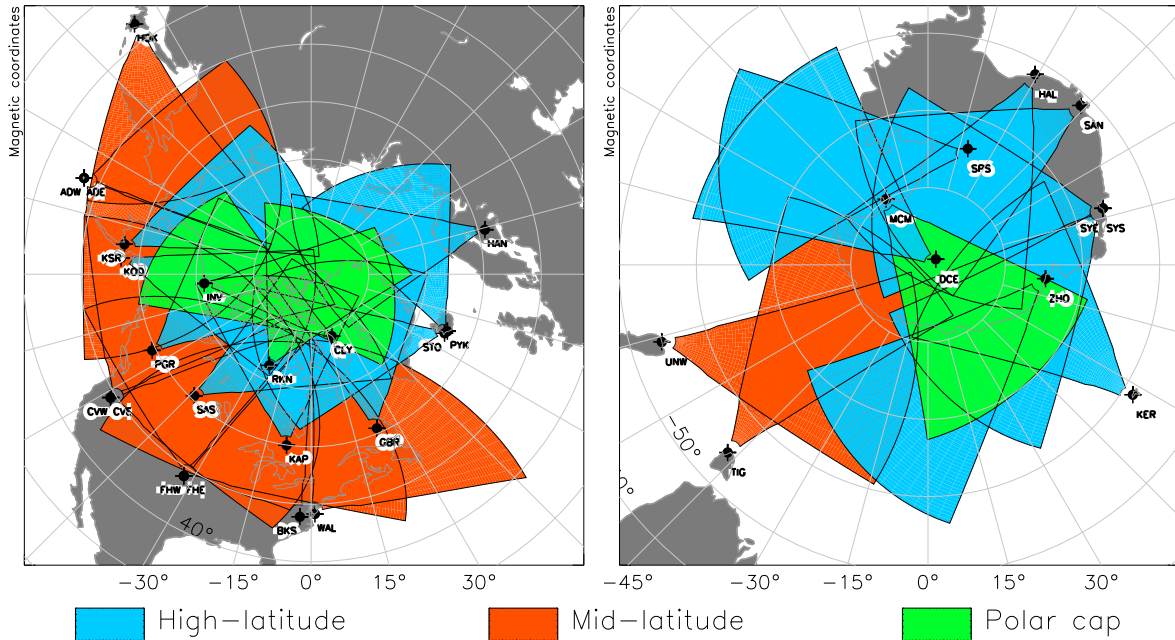 Magnetic coordinates
HOK
ADW ADE
KSR
KOD
HAN
INV
STO PYK
CLY
PGR
RKN
CVW CVE
SAS
GBR
KAP
FHW FHE
BKS WAL
40°
-30° -15° 0° 15° 30°
Magnetic coordinates
HAL
SAN
SPS
MCM
SYE SYS
DCE
ZHO
UNW
KER
TIG
-50°
-45° -30° -15° 0° 15° 30°
High-latitude
Mid-latitude
Polar cap